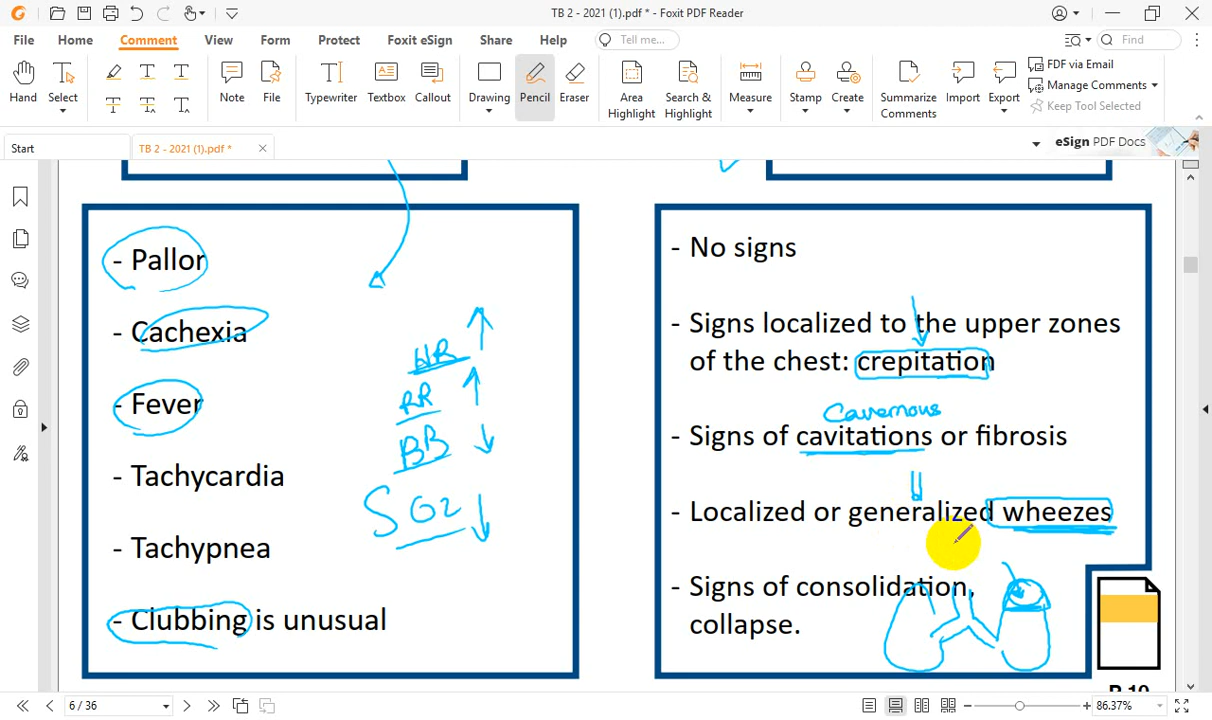 TB 2 - 2021 (1).pdf * - Foxit PDF Reader
File Home Comment View Form Protect Foxit eSign Share Help Tell me... Find
Hand Select Note File Typewriter Textbox Callout Drawing Pencil Eraser Area Highlight Search & Highlight Measure Stamp Create Summarize Comments Import Export
FDF via Email
Manage Comments
Keep Tool Selected
Start TB 2 - 2021 (1).pdf * eSign PDF Docs
- Pallor
- Cachexia
- Fever
- Tachycardia
- Tachypnea
- Clubbing is unusual
HR
RR
BB
SO2
- No signs
- Signs localized to the upper zones
of the chest: crepitation
Cavernous
- Signs of cavitations or fibrosis
- Localized or generalized wheezes
- Signs of consolidation,
collapse.
6 / 36 86.37%